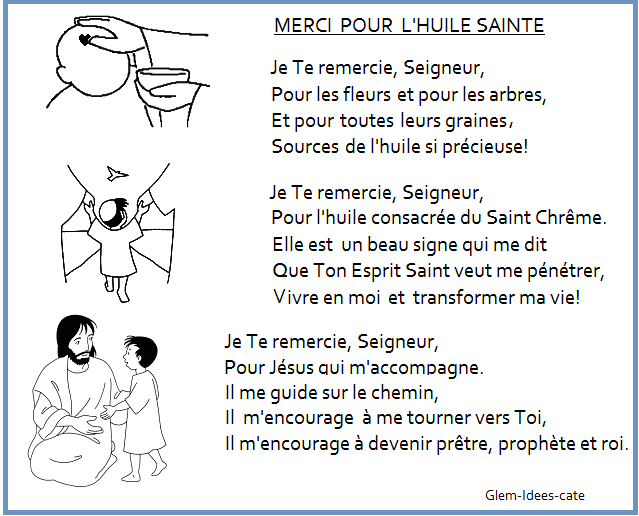 MERCI POUR L'HUILE SAINTE
Je Te remercie, Seigneur,
Pour les fleurs et pour les arbres,
Et pour toutes leurs graines,
Sources de l'huile si précieuse!
Je Te remercie, Seigneur,
Pour l'huile consacrée du Saint Chrême.
Elle est un beau signe qui me dit
Que Ton Esprit Saint veut me pénétrer,
Vivre en moi et transformer ma vie!
Je Te remercie, Seigneur,
Pour Jésus qui m'accompagne.
Il me guide sur le chemin,
Il m'encourage à me tourner vers Toi,
Il m'encourage à devenir prêtre, prophète et roi.
Glem-Idees-cate